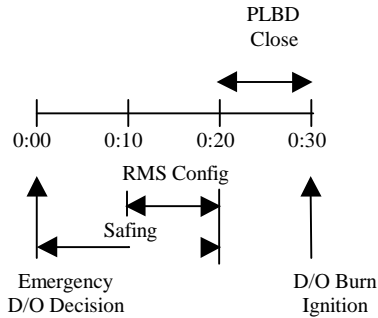 PLBD
Close
0:00 0:10 0:20 0:30
RMS Config
Safing
Emergency
D/O Decision
D/O Burn
Ignition